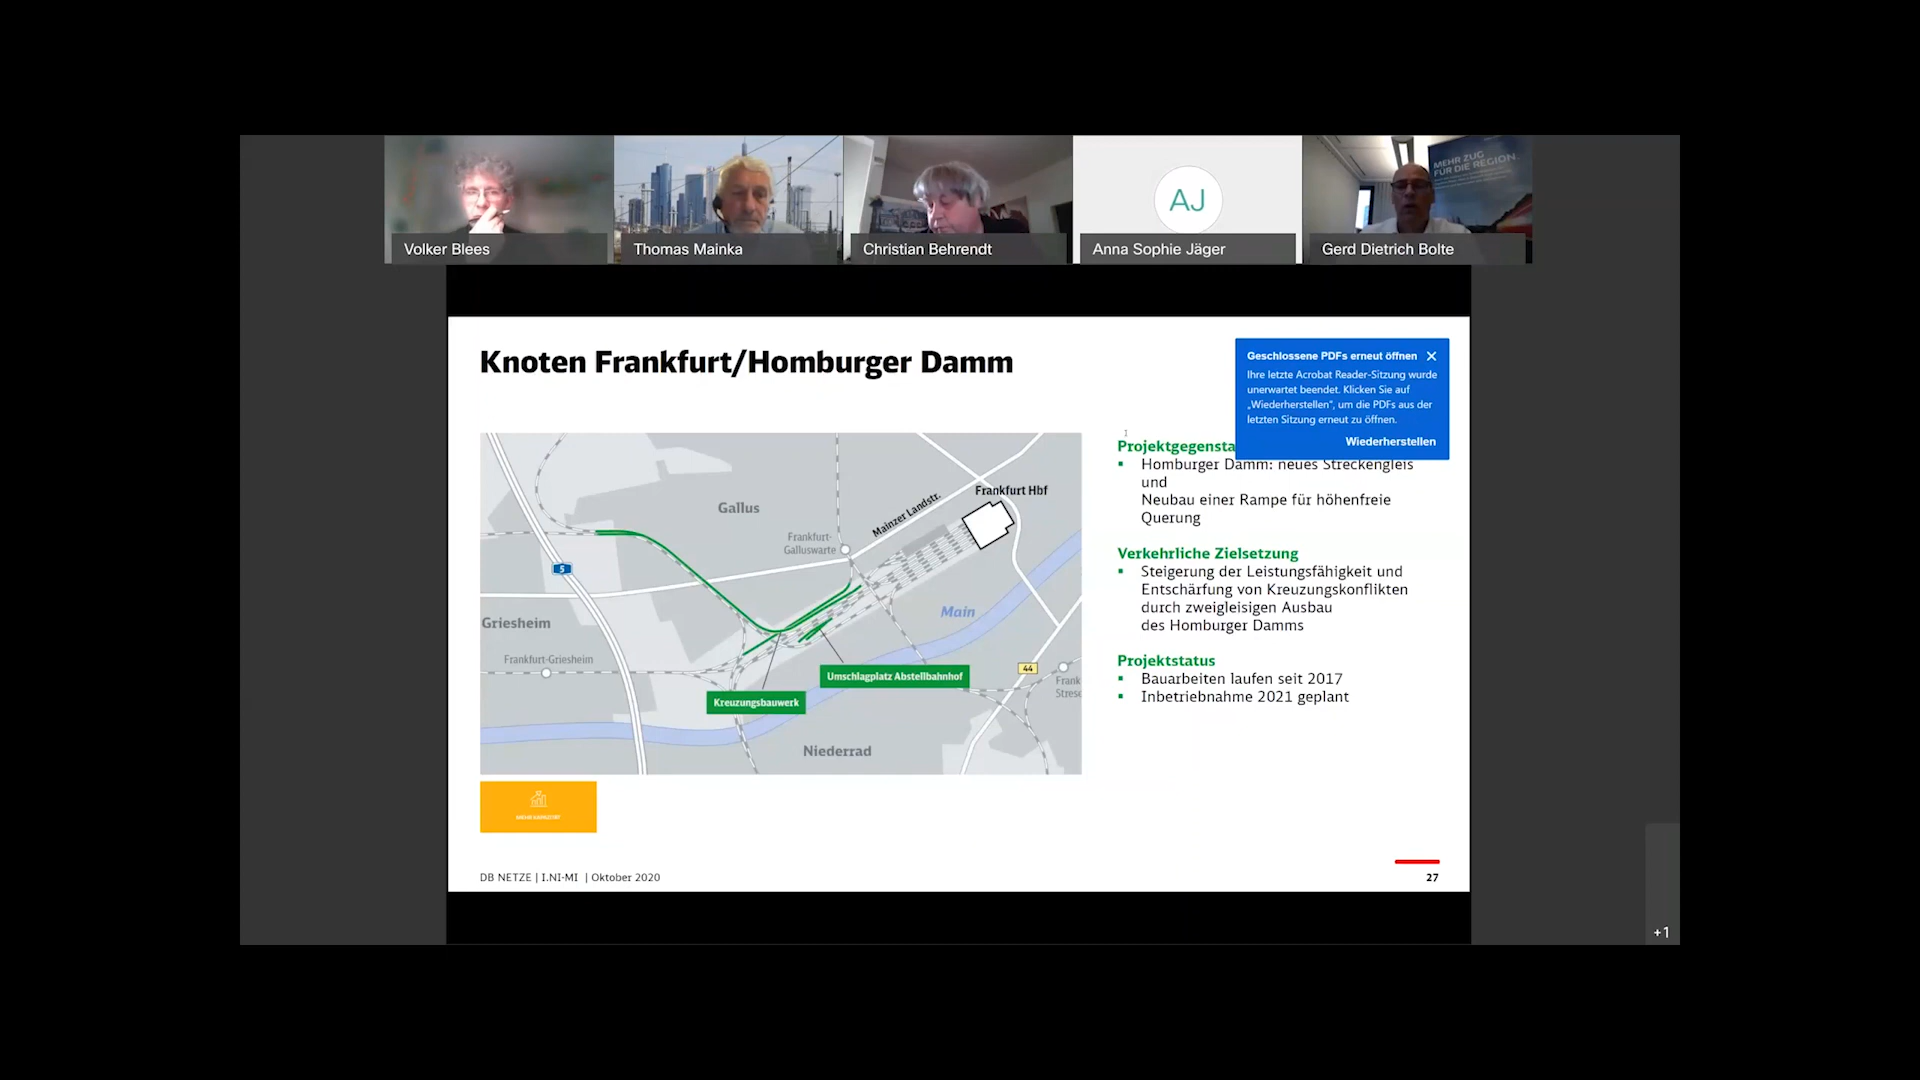 MEHR ZUG
FÜR DIE REGION.
Volker Blees
Thomas Mainka
Christian Behrendt
AJ
Anna Sophie Jäger
Gerd Dietrich Bolte
Knoten Frankfurt/Homburger Damm
Geschlossene PDFs erneut öffnen
Ihre letzte Acrobat Reader-Sitzung wurde
unerwartet beendet. Klicken Sie auf
„Wiederherstellen", um die PDFs aus der
letzten Sitzung erneut zu öffnen.
Wiederherstellen
Gallus
Mainzer Landstr.
Frankfurt Hbf
Frankfurt-
Galluswarte
5
Main
Griesheim
Frankfurt-Griesheim
44
Frank
Strese
Umschlagplatz Abstellbahnhof
Kreuzungsbauwerk
Niederrad
Projektgegensta
Homburger Damm: neues Streckengleis
und
Neubau einer Rampe für höhenfreie
Querung
Verkehrliche Zielsetzung
Steigerung der Leistungsfähigkeit und
Entschärfung von Kreuzungskonflikten
durch zweigleisigen Ausbau
des Homburger Damms
Projektstatus
Bauarbeiten laufen seit 2017
Inbetriebnahme 2021 geplant
DB NETZE | I.NI-MI | Oktober 2020
27
+1